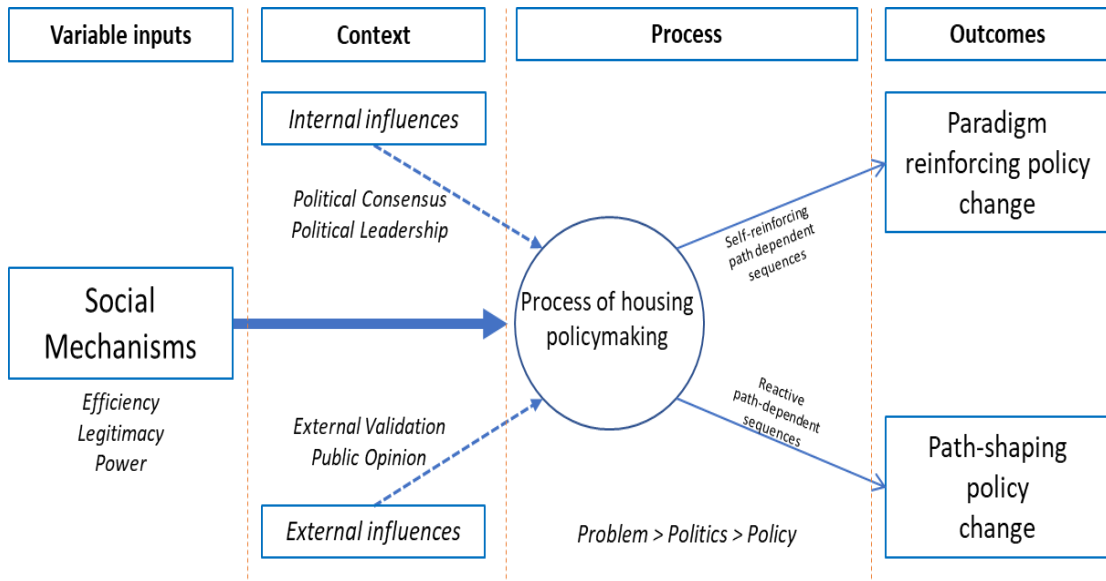 Variable inputs
Context
Process
Outcomes
Internal influences
Political Consensus
Political Leadership
Social
Mechanisms
Efficiency
Legitimacy
Power
External Validation
Public Opinion
External influences
Process of housing
policymaking
Self-reinforcing
path dependent
sequences
Reactive
path-dependent
sequences
Problem > Politics > Policy
Paradigm
reinforcing policy
change
Path-shaping
policy
change